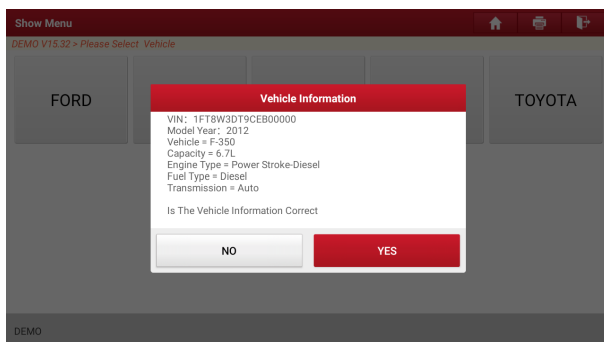 Show Menu
DEMO V15.32 > Please Select Vehicle
FORD
TOYOTA
Vehicle Information
VIN: 1FT8W3DT9CEB00000
Model Year: 2012
Vehicle = F-350
Capacity = 6.7L
Engine Type = Power Stroke-Diesel
Fuel Type = Diesel
Transmission = Auto
Is The Vehicle Information Correct
NO
YES
DEMO